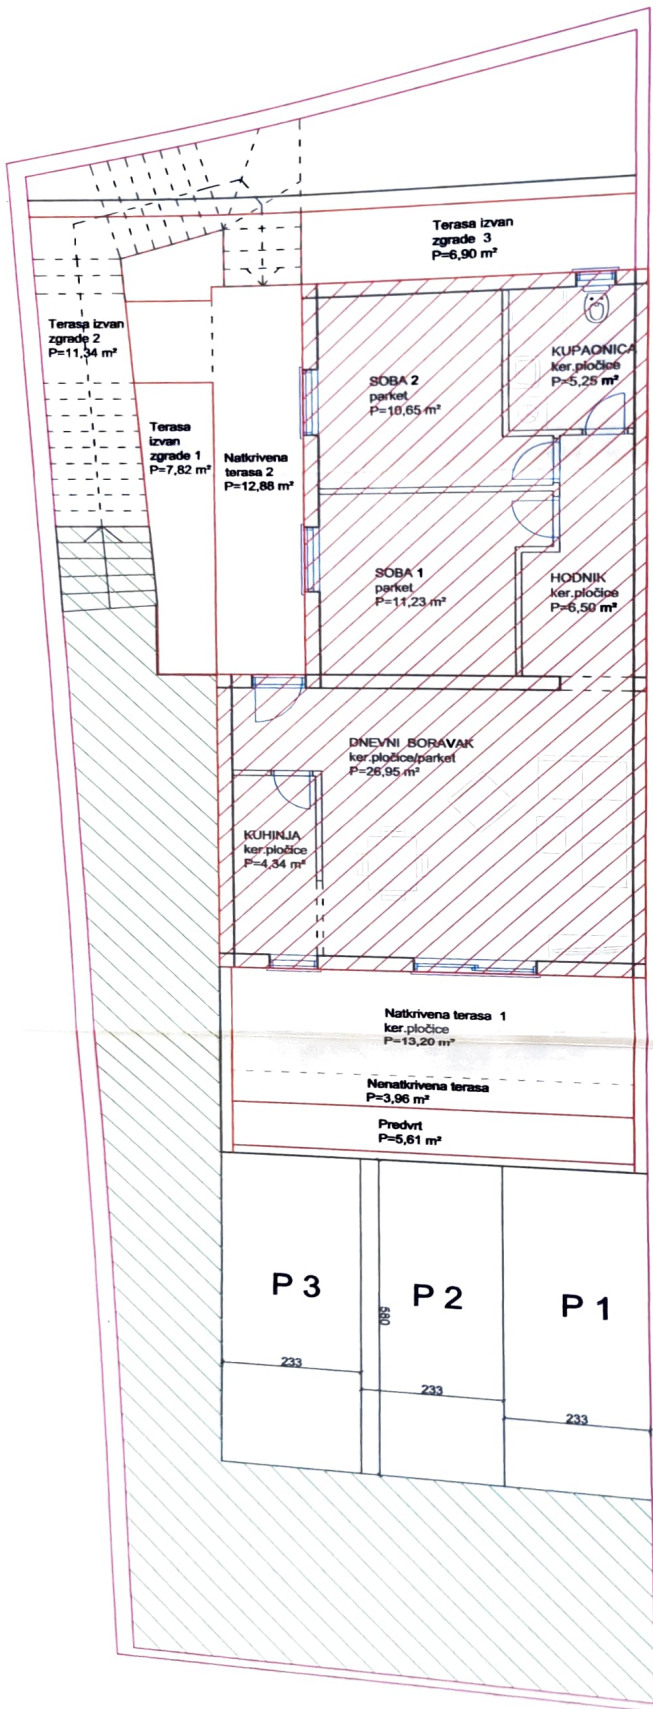 Terasa izvan
zgrade 3
P=6,90 m²
Terasa izvan
zgrade 2
P=11,34 m²
KUPAONICA
ker.pločice
P=5,25 m²
SOBA 2
parket
P=10,65 m²
Terasa
izvan
zgrade 1
P=7,82 m²
Natkrivena
terasa 2
P=12,88 m²
SOBA 1
parket
P=11,23 m²
HODNIK
ker.pločice
P=6,50 m²
DNEVNI BORAVAK
ker.pločice/parket
P=26,95 m²
KUHINJA
ker.pločice
P=4,34 m²
Natkrivena terasa 1
ker.pločice
P=13,20 m²
Nenatkrivena terasa
P=3,96 m²
Predvrt
P=5,61 m²
P 3
P 2
P 1
580
233
233
233